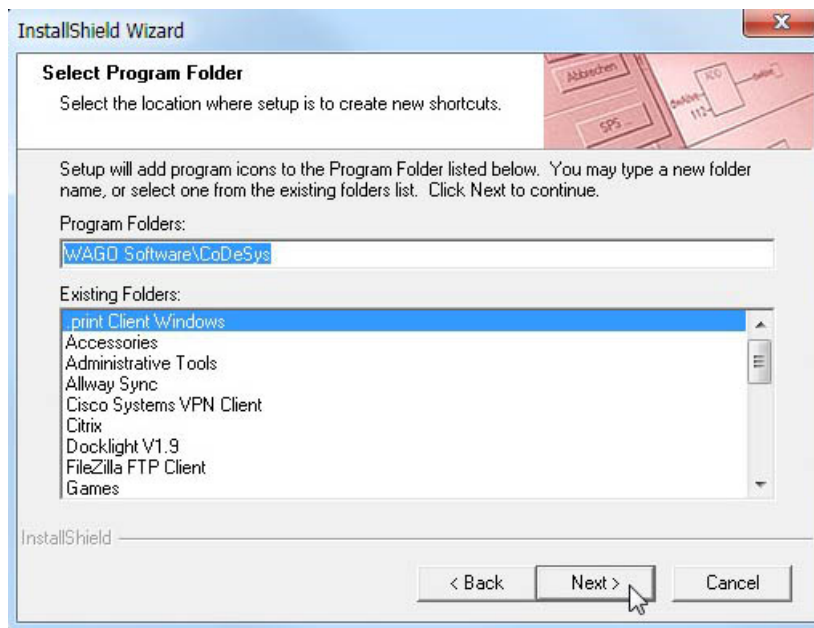 InstallShield Wizard
Select Program Folder
Select the location where setup is to create new shortcuts.
Abbrechen
SPS ...
112
Setup will add program icons to the Program Folder listed below. You may type a new folder
name, or select one from the existing folders list. Click Next to continue.
Program Folders:
WAGO Software\CoDeSys
Existing Folders:
.print Client Windows
Accessories
Administrative Tools
Allway Sync
Cisco Systems VPN Client
Citrix
Docklight V1.9
FileZilla FTP Client
Games
InstallShield
< Back
Next >
Cancel